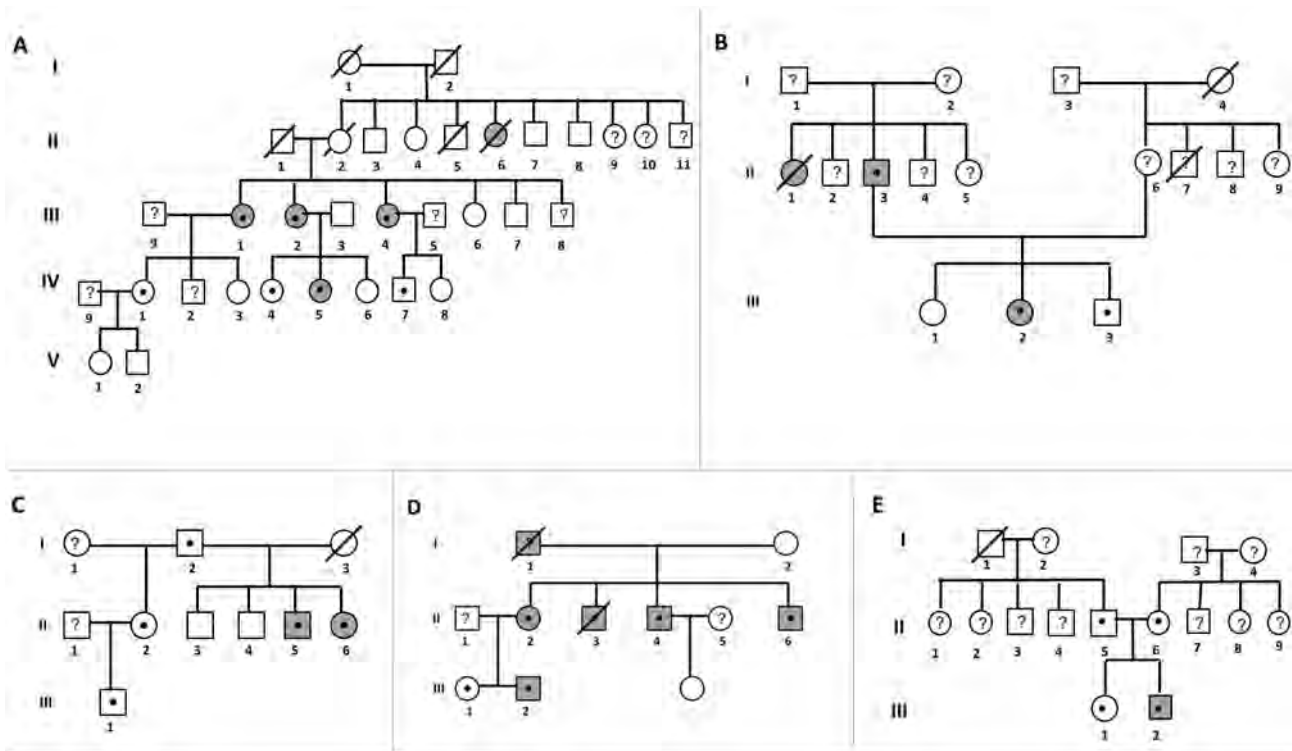 A
I
1 2
II
? ? ?
1 2 3 4 5 6 7 8 9 10 11
III
? ? ?
9 1 2 3 4 5 6 7 8
IV
? ?
9 1 2 3 4 5 6 7 8
V
1 2
B
I
? ? ?
1 2 3 4
II
? ? ? ? ? ? ?
1 2 3 4 5 6 7 8 9
III
1 2 3
C
I
?
1 2 3
II
?
1 2 3 4 5 6
III
1
D
I
?
1 2
II
? ? ?
1 2 3 4 5 6
III
1 2
E
I
? ? ?
1 2 3 4
II
? ? ? ? ? ? ?
1 2 3 4 5 6 7 8 9
III
1 2